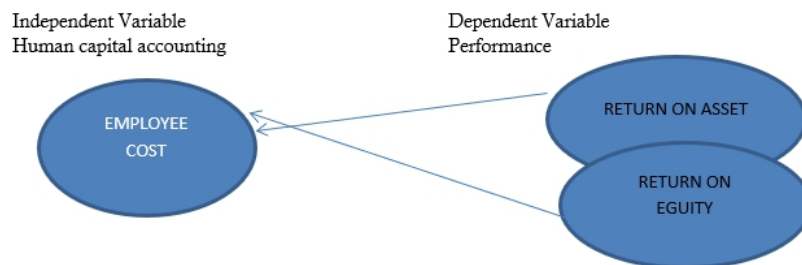 Independent Variable
Human capital accounting
Dependent Variable
Performance
EMPLOYEE
COST
RETURN ON ASSET
RETURN ON
EGUITY